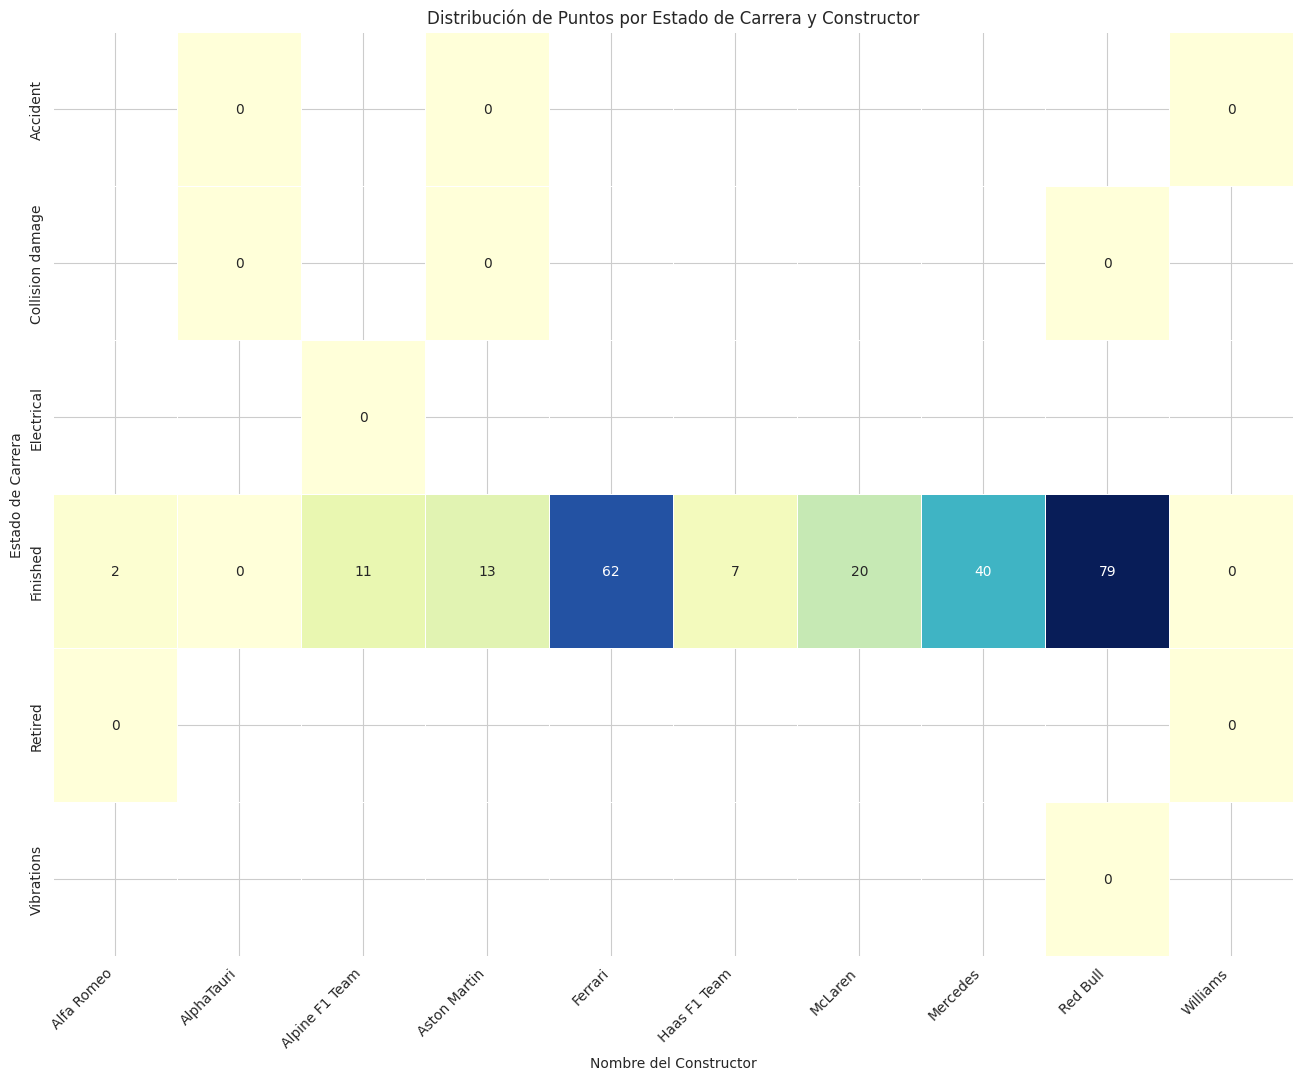 Distribución de Puntos por Estado de Carrera y Constructor
Estado de Carrera
Accident
0 0 0
Collision damage
0 0 0
Electrical
0
Finished
2 0 11 13 62 7 20 40 79 0
Retired
0 0
Vibrations
0
Alfa Romeo
AlphaTauri
Alpine F1 Team
Aston Martin
Ferrari
Haas F1 Team
McLaren
Mercedes
Red Bull
Williams
Nombre del Constructor